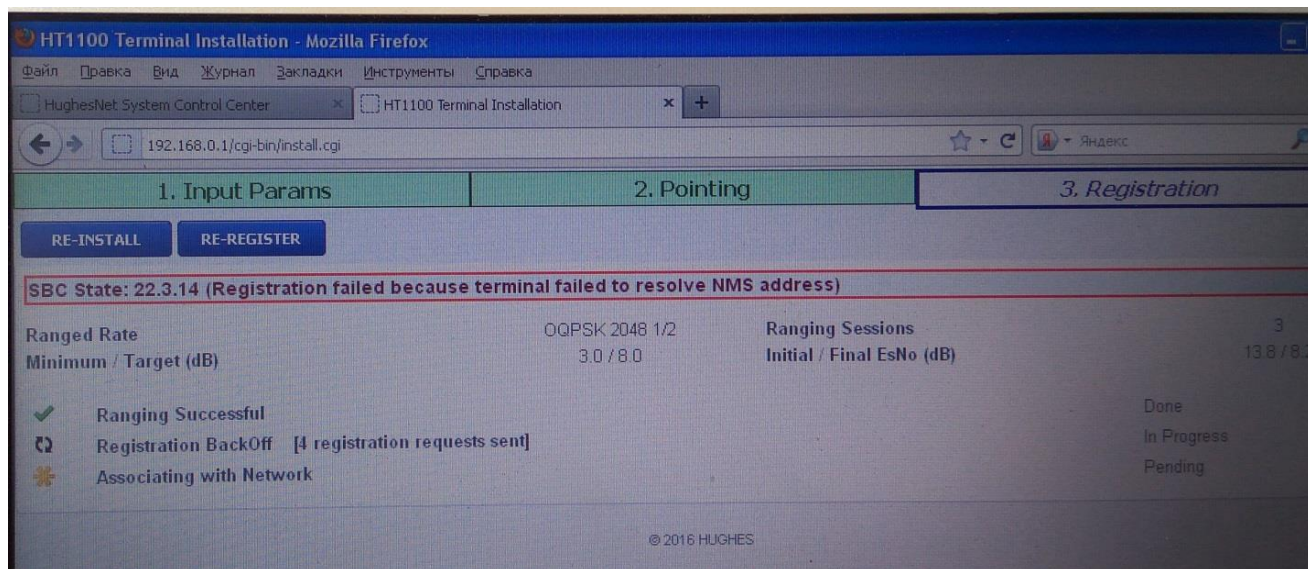 HT1100 Terminal Installation - Mozilla Firefox
Файл Правка Вид Журнал Закладки Инструменты Справка
HughesNet System Control Center
HT1100 Terminal Installation
192.168.0.1/cgi-bin/install.cgi
Яндекс
1. Input Params
2. Pointing
3. Registration
RE-INSTALL
RE-REGISTER
SBC State: 22.3.14 (Registration failed because terminal failed to resolve NMS address)
Ranged Rate OQPSK 2048 1/2 Ranging Sessions 3
Minimum / Target (dB) 3.0 / 8.0 Initial / Final EsNo (dB) 13.8 / 8.
Ranging Successful Done
Registration BackOff [4 registration requests sent] In Progress
Associating with Network Pending
© 2016 HUGHES